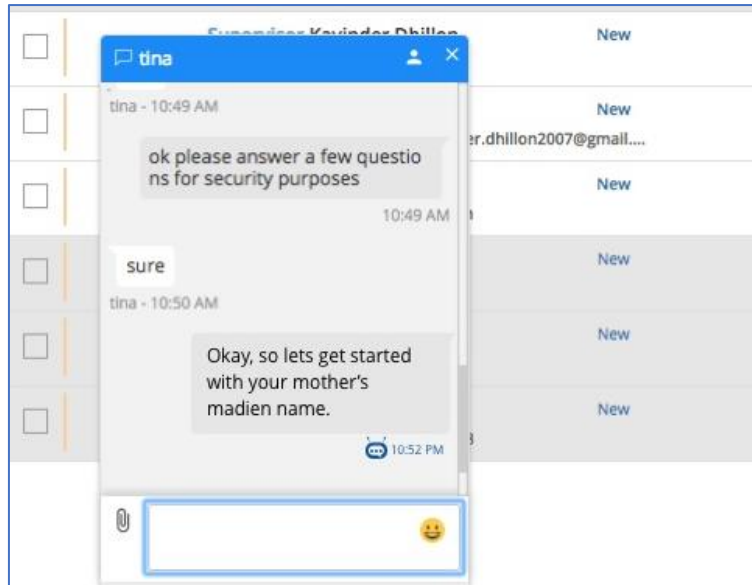 Supervisor Kavinder Dhillon
New
tina
tina - 10:49 AM
New
er.dhillon2007@gmail....
ok please answer a few questio
ns for security purposes
New
10:49 AM
sure
New
tina - 10:50 AM
New
Okay, so lets get started
with your mother's
madien name.
New
10:52 PM